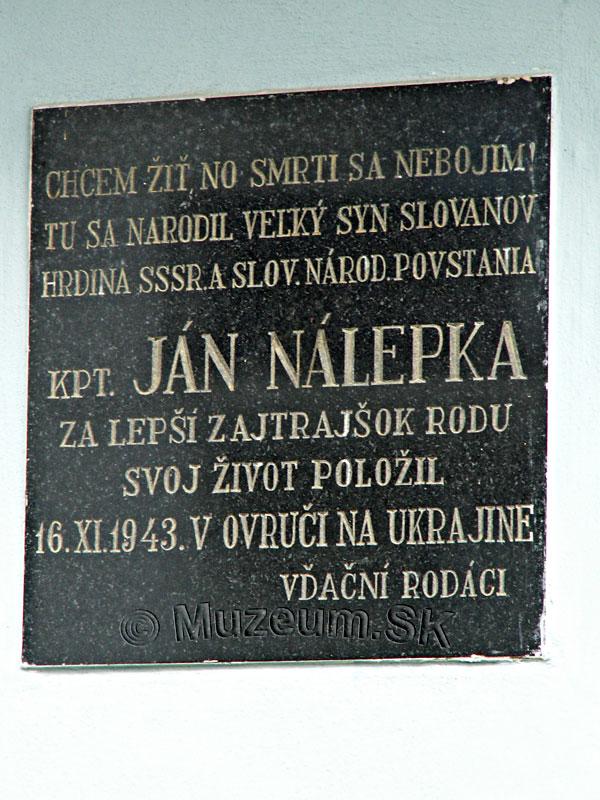 CHCEM ŽIŤ, NO SMRTI SA NEBOJÍM!
TU SA NARODIL VEĽKÝ SYN SLOVANOV
HRDINA SSSR. A SLOV. NÁROD. POVSTANIA
KPT. JÁN NÁLEPKA
ZA LEPŠÍ ZAJTRAJŠOK RODU
SVOJ ŽIVOT POLOŽIL
16. XI. 1943. V OVRUČI NA UKRAJINE
VĎAČNÍ RODÁCI
© Muzeum.Sk